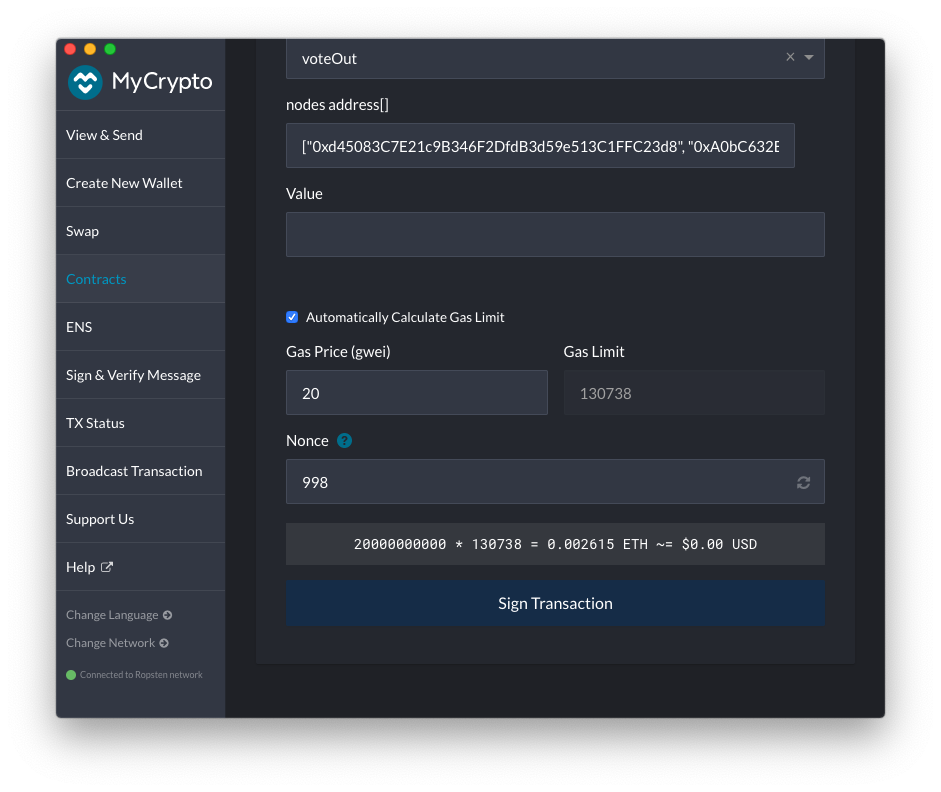 MyCrypto
View & Send
Create New Wallet
Swap
Contracts
ENS
Sign & Verify Message
TX Status
Broadcast Transaction
Support Us
Help
Change Language
Change Network
Connected to Ropsten network
voteOut
nodes address[]
["0xd45083C7E21c9B346F2DfdB3d59e513C1FFC23d8", "0xA0bC632E
Value
Automatically Calculate Gas Limit
Gas Price (gwei)
Gas Limit
20
130738
Nonce ?
998
20000000000 * 130738 = 0.002615 ETH ~= $0.00 USD
Sign Transaction